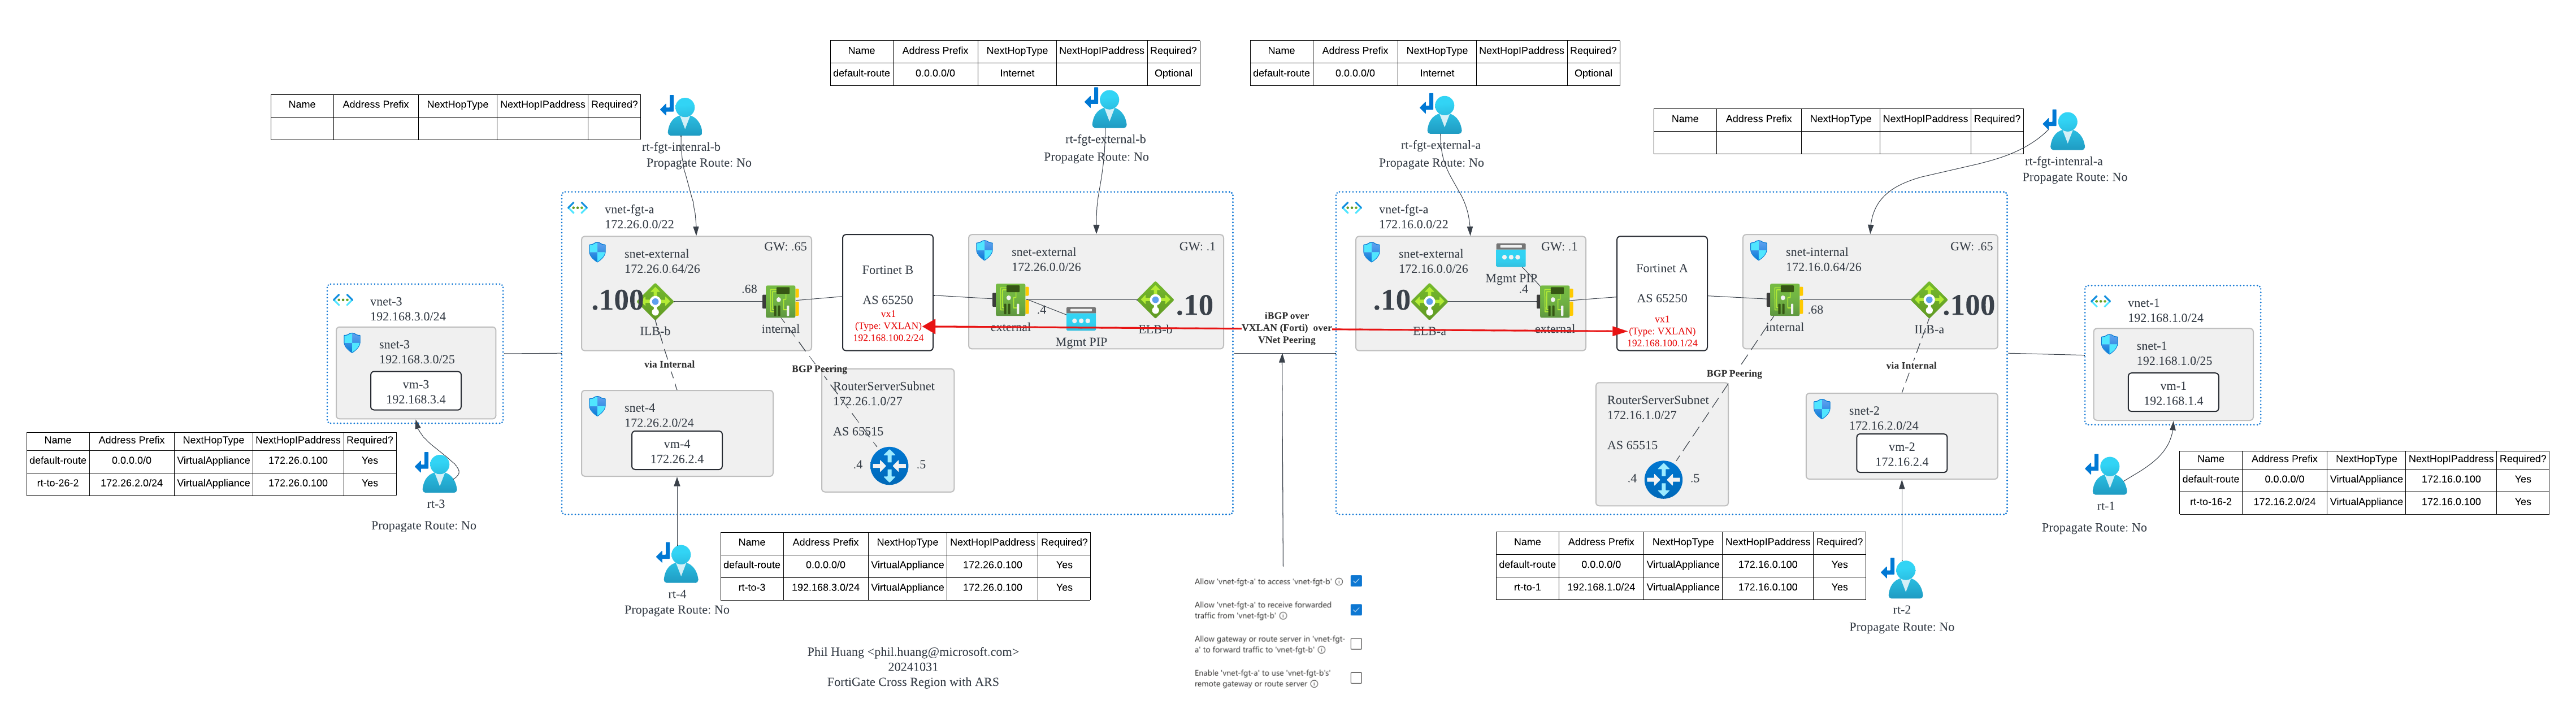 Name Address Prefix NextHopType NextHopIPaddress Required?
default-route 0.0.0.0/0 Internet Optional
Name Address Prefix NextHopType NextHopIPaddress Required?
default-route 0.0.0.0/0 Internet Optional
Name Address Prefix NextHopType NextHopIPaddress Required?
rt-fgt-intenral-b
Propagate Route: No
rt-fgt-external-b
Propagate Route: No
rt-fgt-external-a
Propagate Route: No
Name Address Prefix NextHopType NextHopIPaddress Required?
rt-fgt-intenral-a
Propagate Route: No
vnet-fgt-a
172.26.0.0/22
snet-external
172.26.0.64/26
GW: .65
.100
ILB-b
.68
internal
Fortinet B
AS 65250
vx1
(Type: VXLAN)
192.168.100.2/24
snet-external
172.26.0.0/26
GW: .1
external
.4
Mgmt PIP
ELB-b
.10
via Internal
BGP Peering
snet-4
172.26.2.0/24
vm-4
172.26.2.4
RouterServerSubnet
172.26.1.0/27
AS 65515
.4
.5
iBGP over
VXLAN (Forti) over
VNet Peering
vnet-fgt-a
172.16.0.0/22
snet-external
172.16.0.0/26
GW: .1
Mgmt PIP
.4
.10
ELB-a
external
Fortinet A
AS 65250
vx1
(Type: VXLAN)
192.168.100.1/24
snet-internal
172.16.0.64/26
GW: .65
internal
.68
ILB-a
.100
BGP Peering
via Internal
RouterServerSubnet
172.16.1.0/27
AS 65515
.4
.5
snet-2
172.16.2.0/24
vm-2
172.16.2.4
vnet-3
192.168.3.0/24
snet-3
192.168.3.0/25
vm-3
192.168.3.4
vnet-1
192.168.1.0/24
snet-1
192.168.1.0/25
vm-1
192.168.1.4
Name Address Prefix NextHopType NextHopIPaddress Required?
default-route 0.0.0.0/0 VirtualAppliance 172.26.0.100 Yes
rt-to-26-2 172.26.2.0/24 VirtualAppliance 172.26.0.100 Yes
rt-3
Propagate Route: No
Name Address Prefix NextHopType NextHopIPaddress Required?
default-route 0.0.0.0/0 VirtualAppliance 172.16.0.100 Yes
rt-to-16-2 172.16.2.0/24 VirtualAppliance 172.16.0.100 Yes
rt-1
Propagate Route: No
rt-4
Propagate Route: No
Name Address Prefix NextHopType NextHopIPaddress Required?
default-route 0.0.0.0/0 VirtualAppliance 172.26.0.100 Yes
rt-to-3 192.168.3.0/24 VirtualAppliance 172.26.0.100 Yes
Name Address Prefix NextHopType NextHopIPaddress Required?
default-route 0.0.0.0/0 VirtualAppliance 172.16.0.100 Yes
rt-to-1 192.168.1.0/24 VirtualAppliance 172.16.0.100 Yes
rt-2
Propagate Route: No
Allow 'vnet-fgt-a' to access 'vnet-fgt-b'
Allow 'vnet-fgt-a' to receive forwarded
traffic from 'vnet-fgt-b'
Allow gateway or route server in 'vnet-fgt-
a' to forward traffic to 'vnet-fgt-b'
Enable 'vnet-fgt-a' to use 'vnet-fgt-b's'
remote gateway or route server
Phil Huang <phil.huang@microsoft.com>
20241031
FortiGate Cross Region with ARS